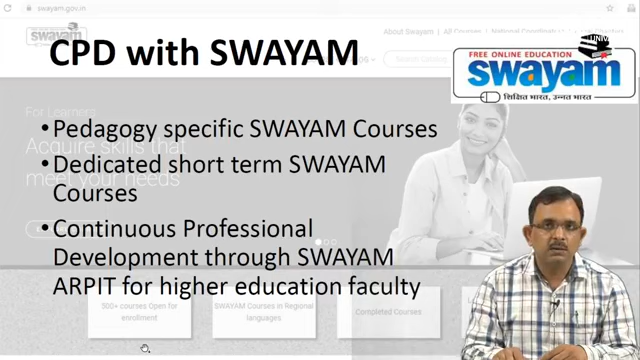 swayam.gov.in
About Swayam | All Courses | National Coordinators
CPD with SWAYAM
UNIV
FREE ONLINE EDUCATION
swayam
शिक्षित भारत, उन्नत भारत
For Learners
Acquire skills that
meet your needs
• Pedagogy specific SWAYAM Courses
• Dedicated short term SWAYAM
Courses
• Continuous Professional
Development through SWAYAM
ARPIT for higher education faculty
500+ courses Open for
enrollment
SWAYAM Courses in Regional
languages
Completed Courses